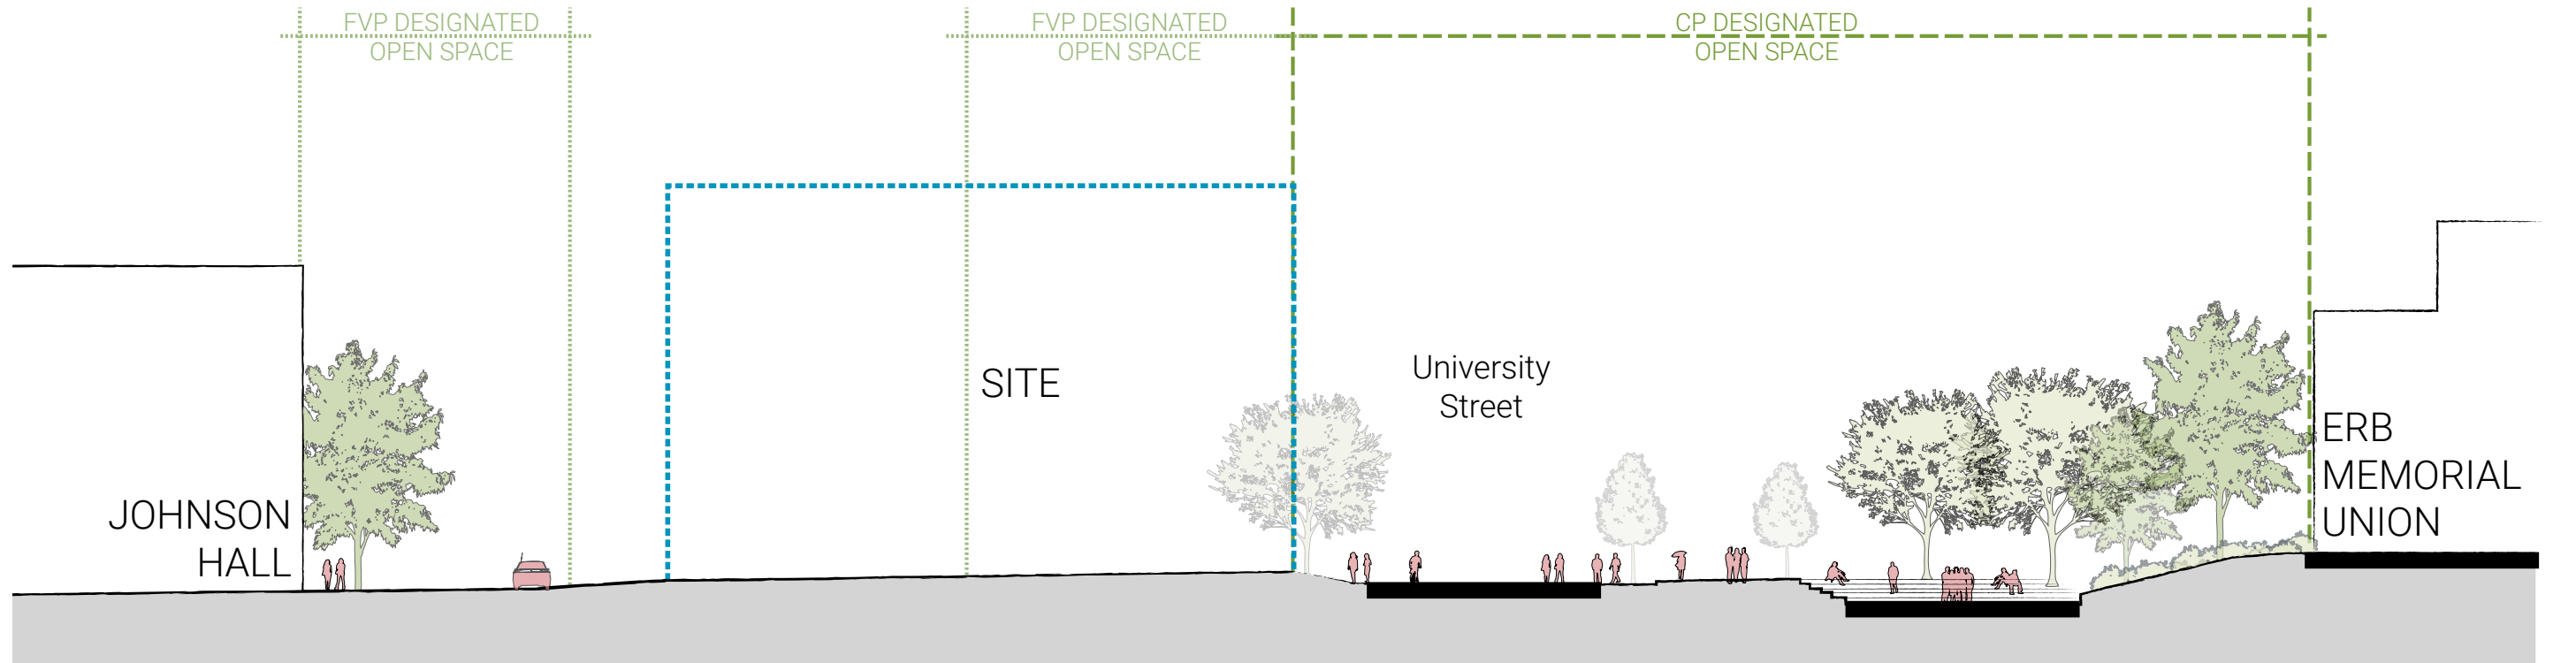 FVP DESIGNATED
OPEN SPACE
FVP DESIGNATED
OPEN SPACE
CP DESIGNATED
OPEN SPACE
SITE
University
Street
JOHNSON
HALL
ERB
MEMORIAL
UNION